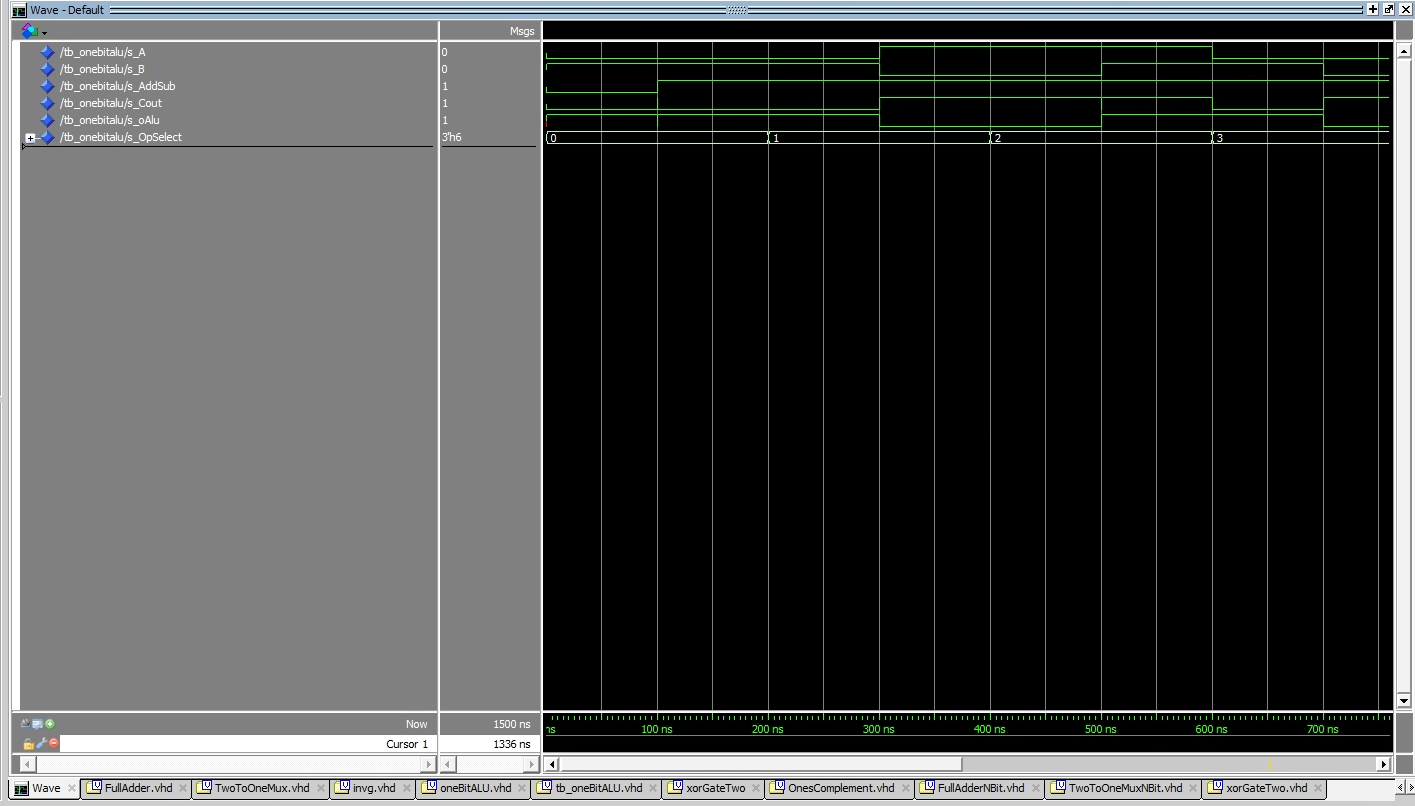 Wave - Default
Msgs
/tb_onebitalu/s_A 0
/tb_onebitalu/s_B 0
/tb_onebitalu/s_AddSub 1
/tb_onebitalu/s_Cout 1
/tb_onebitalu/s_oAlu 1
/tb_onebitalu/s_OpSelect 3'h6 0 1 2 3
Now 1500 ns ns 100 ns 200 ns 300 ns 400 ns 500 ns 600 ns 700 ns
Cursor 1 1336 ns
Wave FullAdder.vhd TwoToOneMux.vhd invg.vhd oneBitALU.vhd tb_oneBitALU.vhd xorGateTwo OnesComplement.vhd FullAdderNBit.vhd TwoToOneMuxNBit.vhd xorGateTwo.vhd